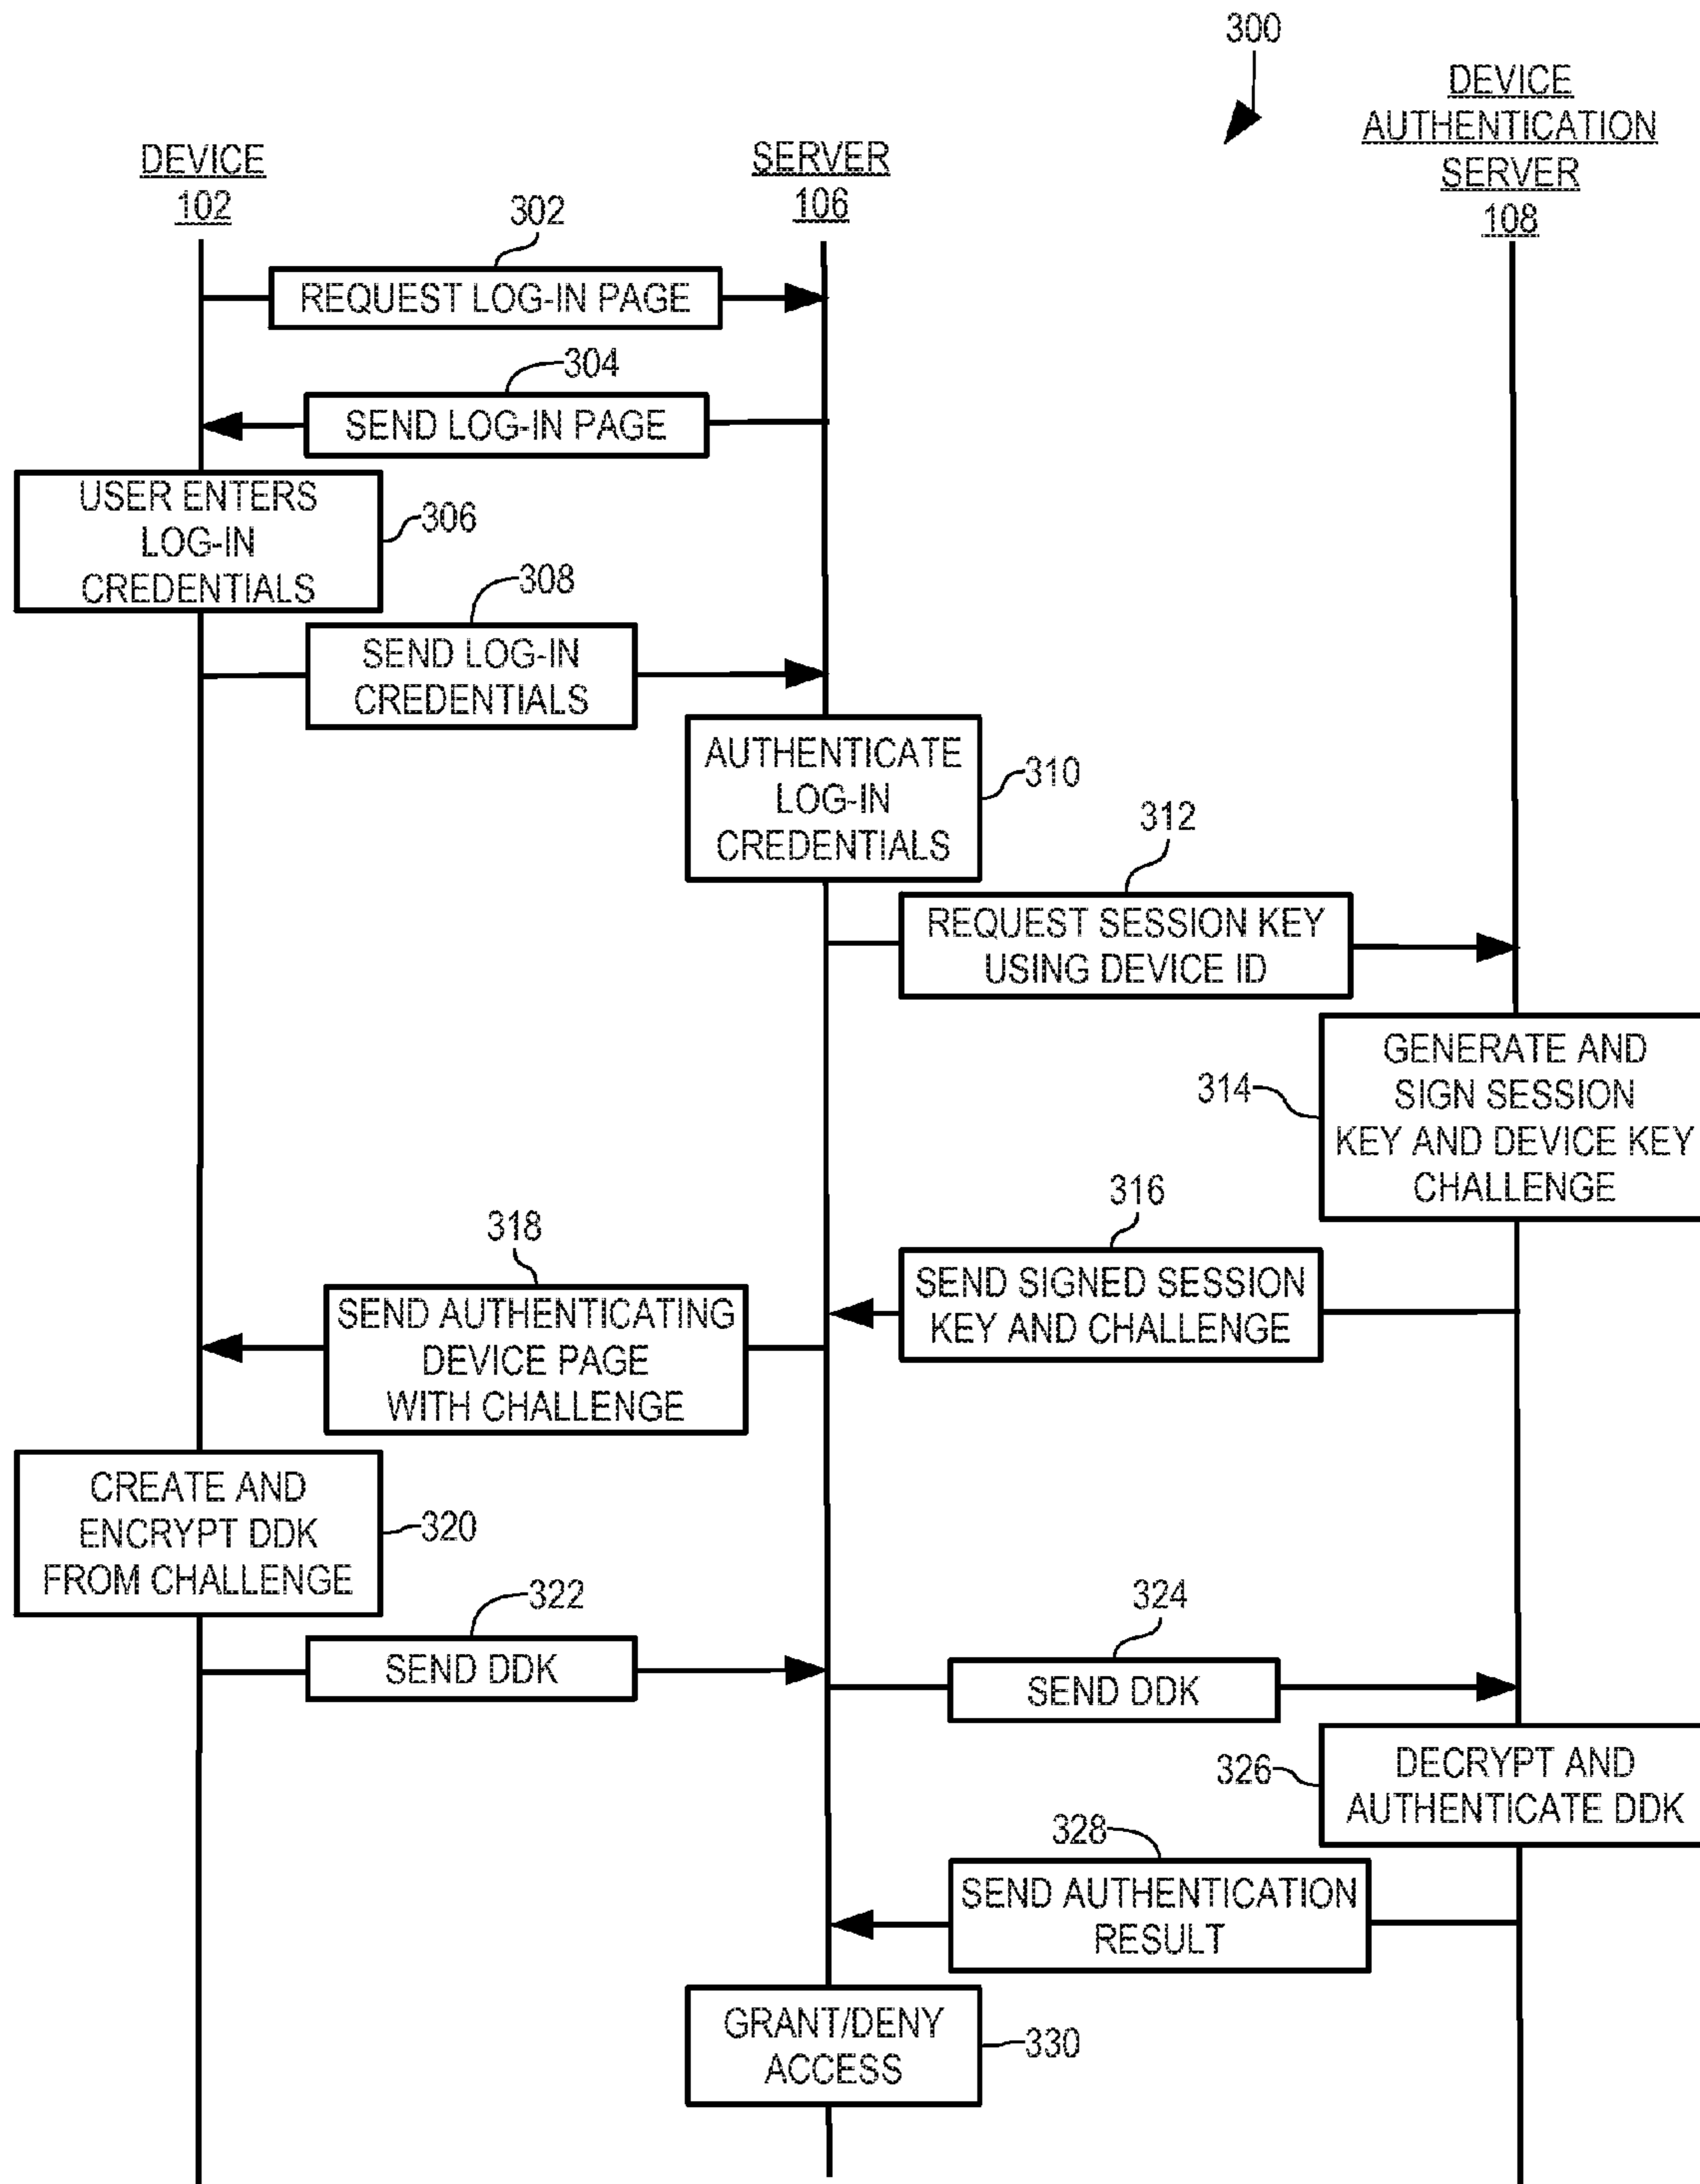 300
DEVICE
102
SERVER
106
DEVICE
AUTHENTICATION
SERVER
108
302
REQUEST LOG-IN PAGE
304
SEND LOG-IN PAGE
USER ENTERS
LOG-IN
CREDENTIALS
306
308
SEND LOG-IN
CREDENTIALS
AUTHENTICATE
LOG-IN
CREDENTIALS
310
312
REQUEST SESSION KEY
USING DEVICE ID
314
GENERATE AND
SIGN SESSION
KEY AND DEVICE KEY
CHALLENGE
316
SEND SIGNED SESSION
KEY AND CHALLENGE
318
SEND AUTHENTICATING
DEVICE PAGE
WITH CHALLENGE
CREATE AND
ENCRYPT DDK
FROM CHALLENGE
320
322
SEND DDK
324
SEND DDK
326
DECRYPT AND
AUTHENTICATE DDK
328
SEND AUTHENTICATION
RESULT
GRANT/DENY
ACCESS
330